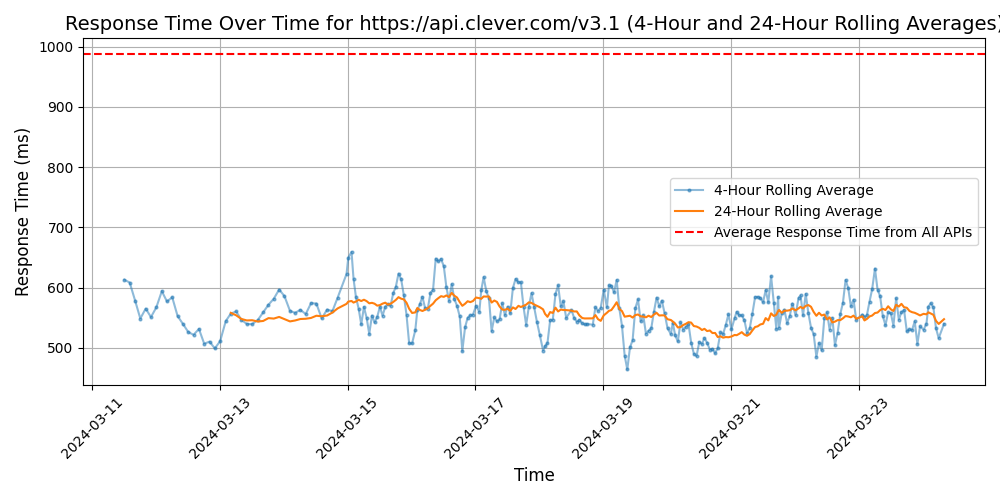 Response Time Over Time for https://api.clever.com/v3.1 (4-Hour and 24-Hour Rolling Averages)
Response Time (ms)
1000
900
800
700
600
500
4-Hour Rolling Average
24-Hour Rolling Average
Average Response Time from All APIs
2024-03-11
2024-03-13
2024-03-15
2024-03-17
2024-03-19
2024-03-21
2024-03-23
Time